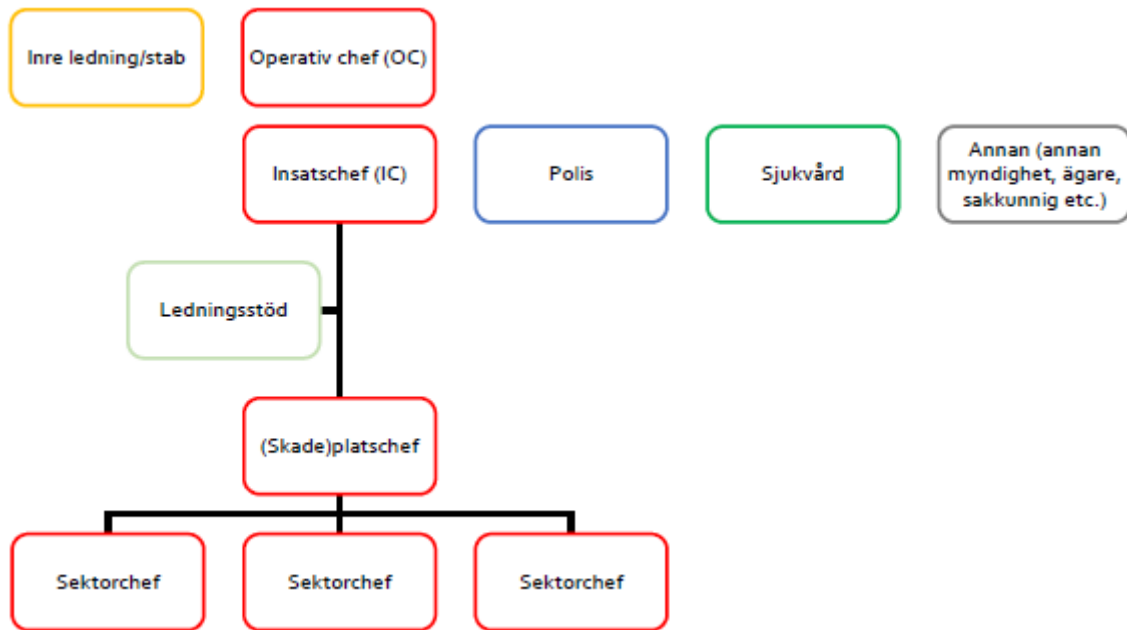 Inre ledning/stab
Operativ chef (OC)
Insatschef (IC)
Polis
Sjukvård
Annan (annan
myndighet, ägare,
sakkunnig etc.)
Ledningsstöd
(Skade)platschef
Sektorchef
Sektorchef
Sektorchef